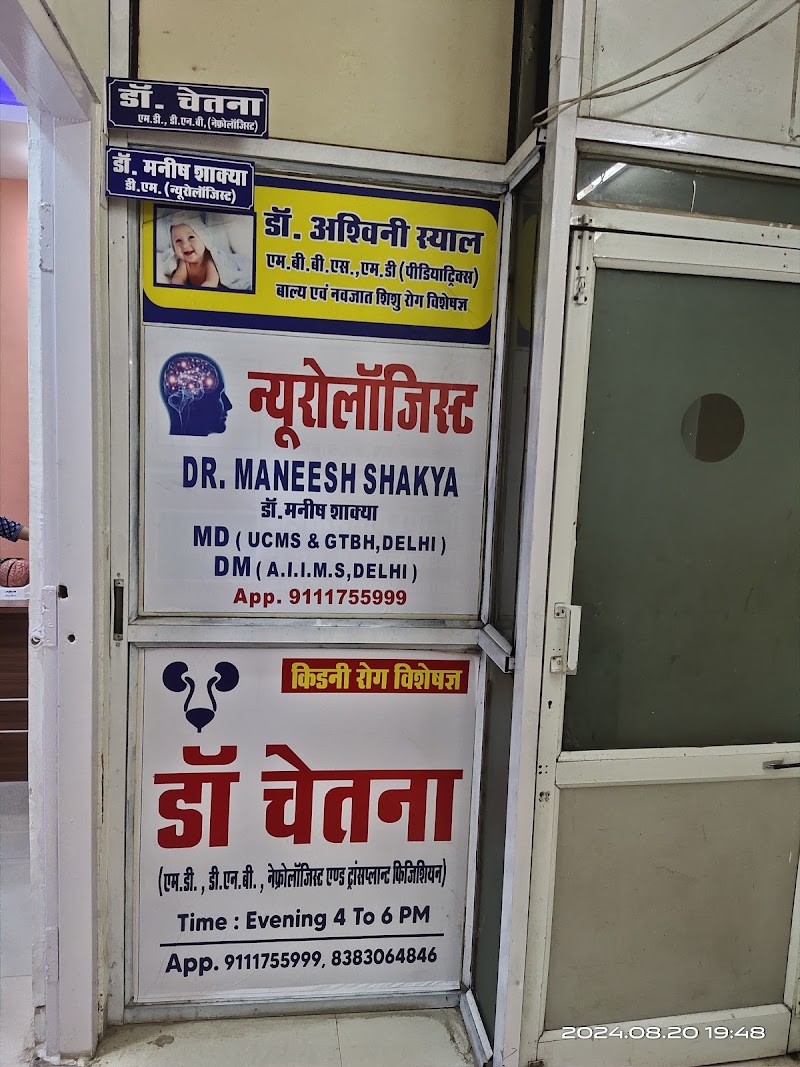 डॉ. चेतना
एम.डी., डी.एन.बी, (नेफ्रोलॉजिस्ट)
डॉ. मनीष शाक्या
डी.एम. (न्यूरोलॉजिस्ट)
डॉ. अश्विनी स्याल
एम.बी.बी.एस., एम.डी (पीडियाट्रिक्स)
बाल्य एवं नवजात शिशु रोग विशेषज्ञ
न्यूरोलॉजिस्ट
DR. MANEESH SHAKYA
डॉ. मनीष शाक्या
MD ( UCMS & GTBH,DELHI )
DM ( A.I.I.M.S,DELHI )
App. 9111755999
किडनी रोग विशेषज्ञ
डॉ चेतना
(एम.डी. , डी.एन.बी. , नेफ्रोलॉजिस्ट एण्ड ट्रांसप्लान्ट फिजिशियन)
Time : Evening 4 To 6 PM
App. 9111755999, 8383064846
2024.08.20 19:48